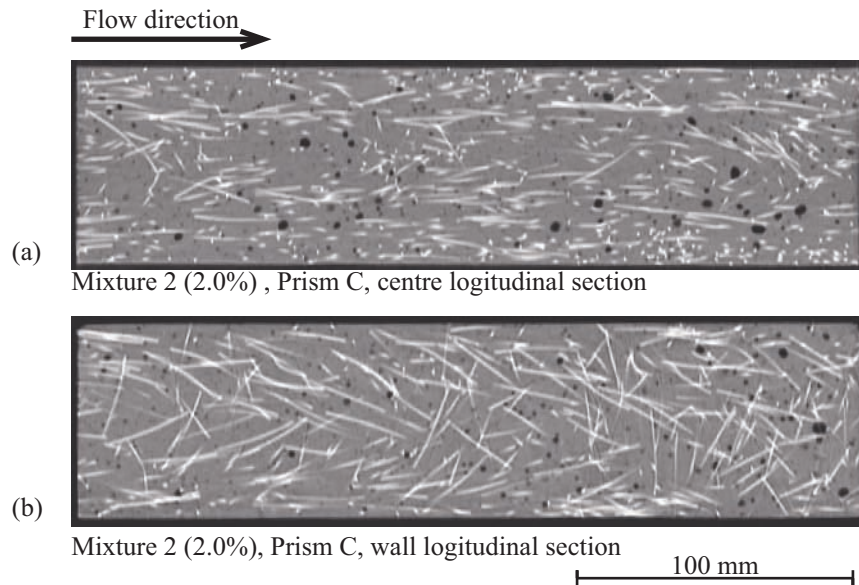 Flow direction
(a)
Mixture 2 (2.0%) , Prism C, centre logitudinal section
(b)
Mixture 2 (2.0%), Prism C, wall logitudinal section
100 mm